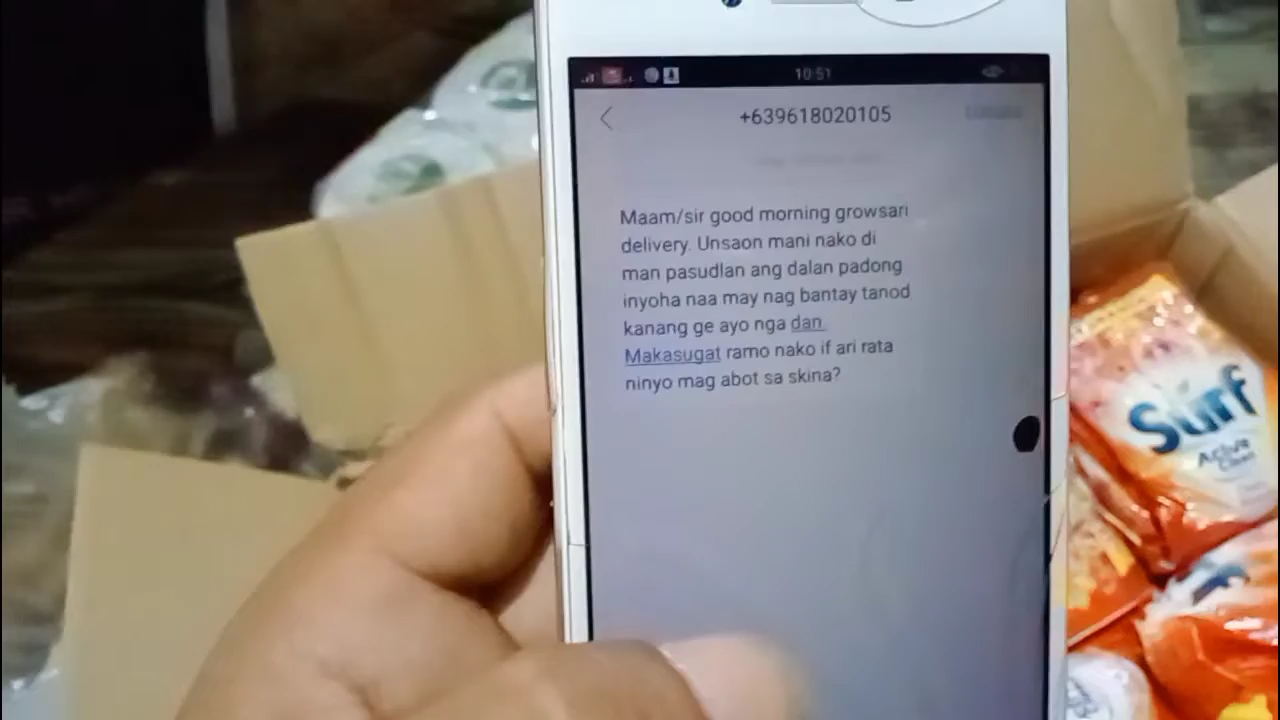 10:51
+639618020105
Maam/sir good morning growsari
delivery. Unsaon mani nako di
man pasudlan ang dalan padong
inyoha naa may nag bantay tanod
kanang ge ayo nga dan
Makasugat ramo nako if ari rata
ninyo mag abot sa skina?
Surf
Active
Clean